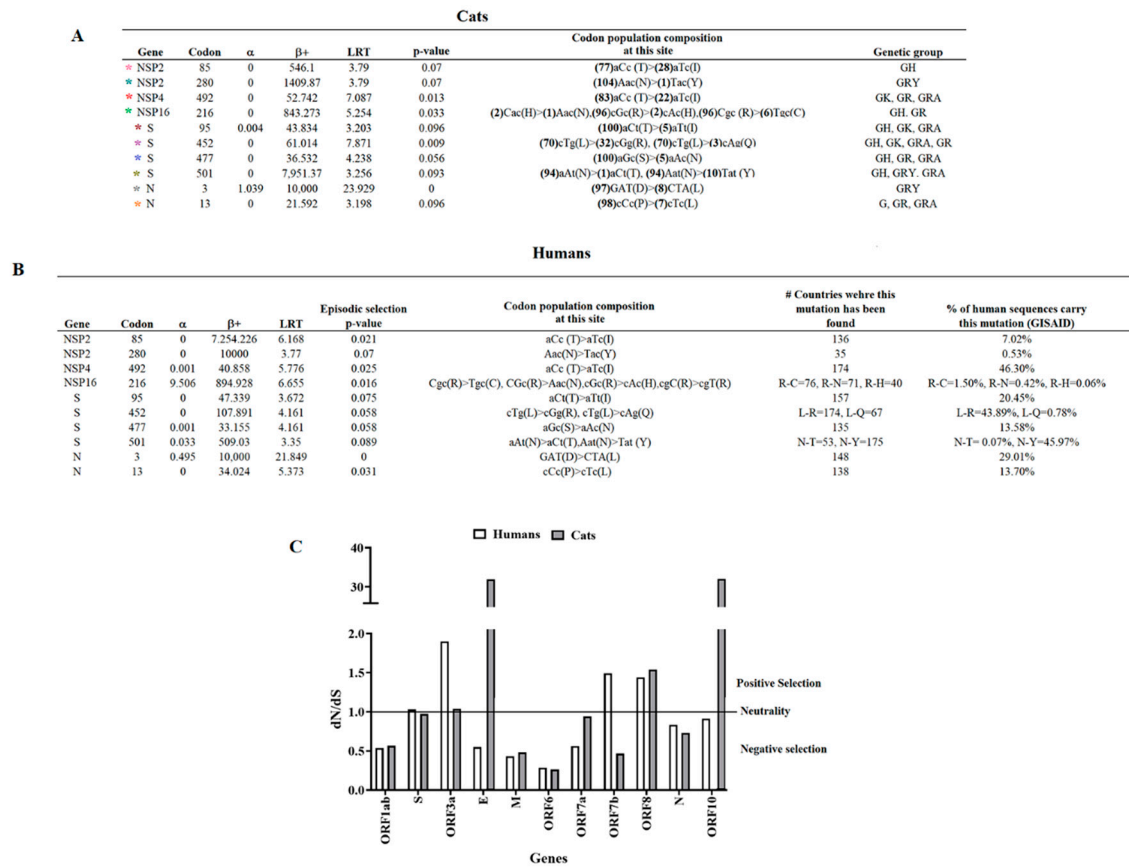 Cats
A
Codon population composition
Gene Codon α β+ LRT p-value at this site Genetic group
* NSP2 85 0 546.1 3.79 0.07 (77)aCc (T)>(28)aTc(I) GH
* NSP2 280 0 1409.87 3.79 0.07 (104)Aac(N)>(1)Tac(Y) GRY
* NSP4 492 0 52.742 7.087 0.013 (83)aCc (T)>(22)aTc(I) GK, GR, GRA
* NSP16 216 0 843.273 5.254 0.033 (2)Cac(H)>(1)Aac(N),(96)cGc(R)>(2)cAc(H),(96)Cgc (R)>(6)Tgc(C) GH. GR
* S 95 0.004 43.834 3.203 0.096 (100)aCt(T)>(5)aTt(I) GH, GK, GRA
* S 452 0 61.014 7.871 0.009 (70)cTg(L)>(32)cGg(R), (70)cTg(L)>(3)cAg(Q) GH, GK, GRA, GR
* S 477 0 36.532 4.238 0.056 (100)aGc(S)>(5)aAc(N) GH, GR, GRA
* S 501 0 7,951.37 3.256 0.093 (94)aAt(N)>(1)aCt(T), (94)Aat(N)>(10)Tat (Y) GH, GRY. GRA
* N 3 1.039 10,000 23.929 0 (97)GAT(D)>(8)CTA(L) GRY
* N 13 0 21.592 3.198 0.096 (98)cCc(P)>(7)cTc(L) G, GR, GRA
Humans
B
# Countries wehre this
Episodic selection Codon population composition mutation has been % of human sequences carry
Gene Codon α β+ LRT p-value at this site found this mutation (GISAID)
NSP2 85 0 7.254.226 6.168 0.021 aCc (T)>aTc(I) 136 7.02%
NSP2 280 0 10000 3.77 0.07 Aac(N)>Tac(Y) 35 0.53%
NSP4 492 0.001 40.858 5.776 0.025 aCc (T)>aTc(I) 174 46.30%
NSP16 216 9.506 894.928 6.655 0.016 Cgc(R)>Tgc(C), CGc(R)>Aac(N),cGc(R)>cAc(H),cgC(R)>cgT(R) R-C=76, R-N=71, R-H=40 R-C=1.50%, R-N=0.42%, R-H=0.06%
S 95 0 47.339 3.672 0.075 aCt(T)>aTt(I) 157 20.45%
S 452 0 107.891 4.161 0.058 cTg(L)>cGg(R), cTg(L)>cAg(Q) L-R=174, L-Q=67 L-R=43.89%, L-Q=0.78%
S 477 0.001 33.155 4.161 0.058 aGc(S)>aAc(N) 135 13.58%
S 501 0.033 509.03 3.35 0.089 aAt(N)>aCt(T),Aat(N)>Tat (Y) N-T=53, N-Y=175 N-T= 0.07%, N-Y=45.97%
N 3 0.495 10,000 21.849 0 GAT(D)>CTA(L) 148 29.01%
N 13 0 34.024 5.373 0.031 cCc(P)>cTc(L) 138 13.70%
C
Humans Cats
40
30
2.0
1.5
1.0
0.5
0.0
dN/dS
Positive Selection
Neutrality
Negative selection
ORF1ab
S
ORF3a
E
M
ORF6
ORF7a
ORF7b
ORF8
N
ORF10
Genes